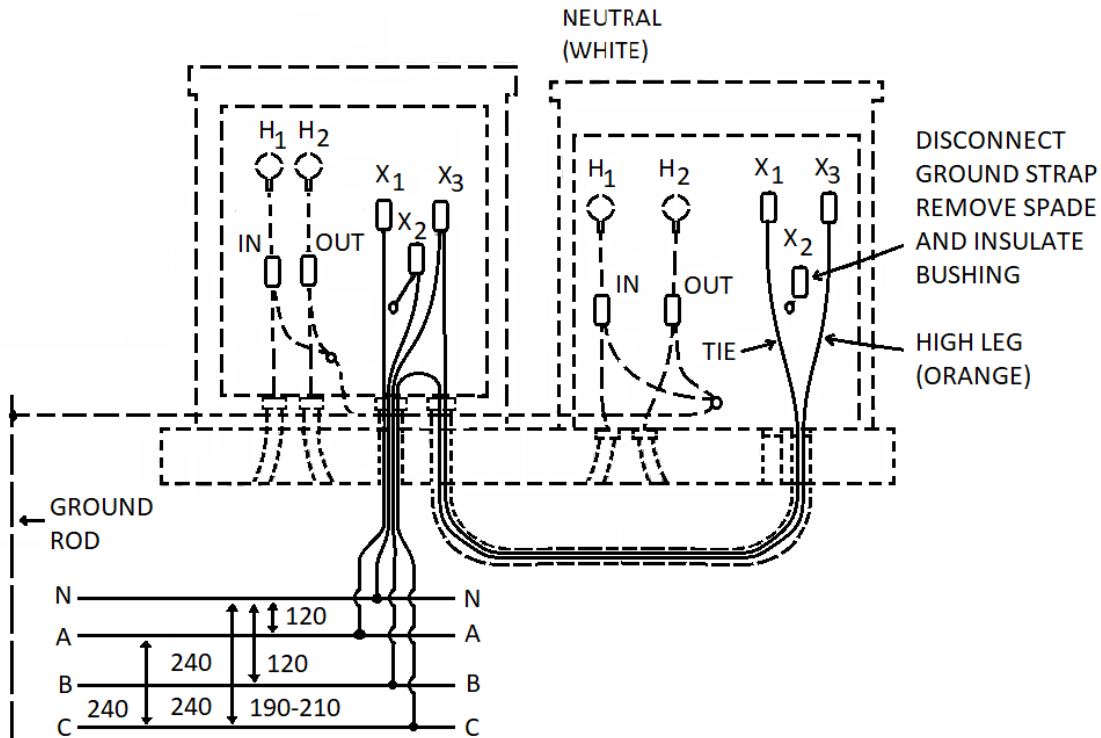 NEUTRAL
(WHITE)
H1 H2
X1 X3
X2
IN OUT
H1 H2
X1 X3
X2
IN OUT
DISCONNECT
GROUND STRAP
REMOVE SPADE
AND INSULATE
BUSHING
TIE
HIGH LEG
(ORANGE)
GROUND
ROD
N N
120
A A
240 120
B B
240 240 190-210
C C